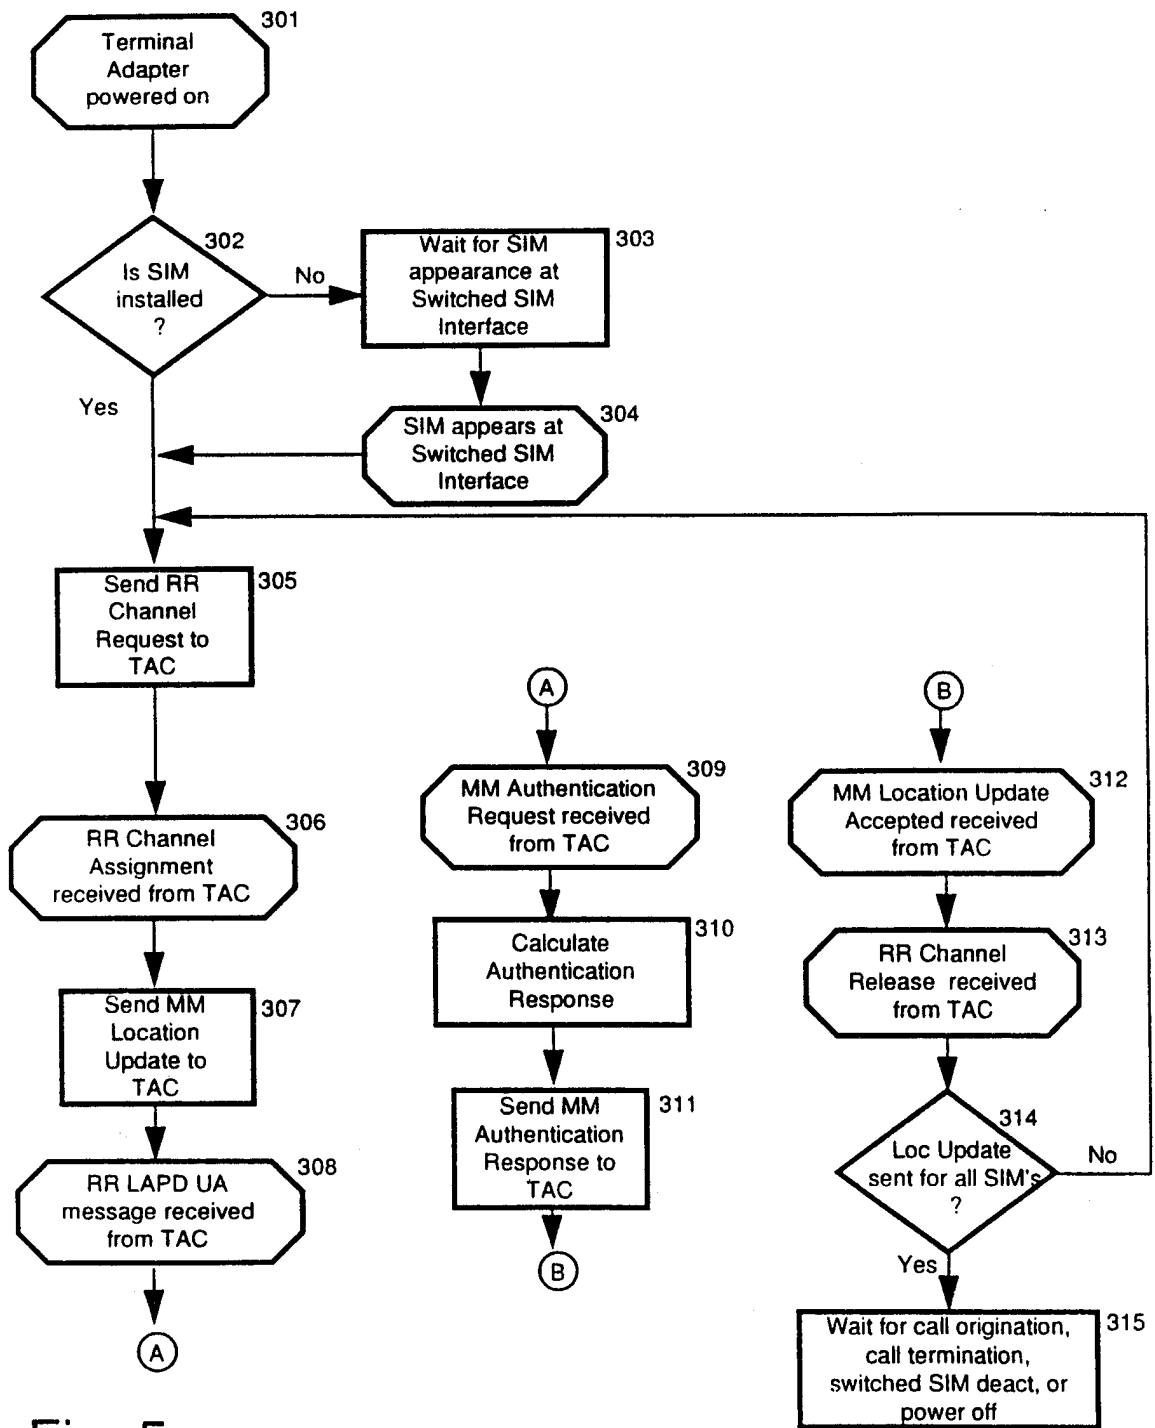 301
Terminal
Adapter
powered on
302
Is SIM
installed
?
No
Yes
303
Wait for SIM
appearance at
Switched SIM
Interface
304
SIM appears at
Switched SIM
Interface
305
Send RR
Channel
Request to
TAC
306
RR Channel
Assignment
received from TAC
307
Send MM
Location
Update to
TAC
308
RR LAPD UA
message received
from TAC
A
A
309
MM Authentication
Request received
from TAC
310
Calculate
Authentication
Response
311
Send MM
Authentication
Response to
TAC
B
B
312
MM Location Update
Accepted received
from TAC
313
RR Channel
Release received
from TAC
314
Loc Update
sent for all SIM's
?
No
Yes
315
Wait for call origination,
call termination,
switched SIM deact, or
power off